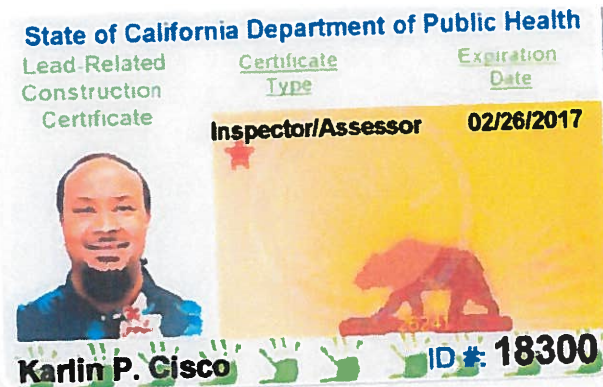 State of California Department of Public Health
Lead-Related
Construction
Certificate
Certificate
Type
Expiration
Date
Inspector/Assessor
02/26/2017
Karlin P. Cisco
ID #: 18300